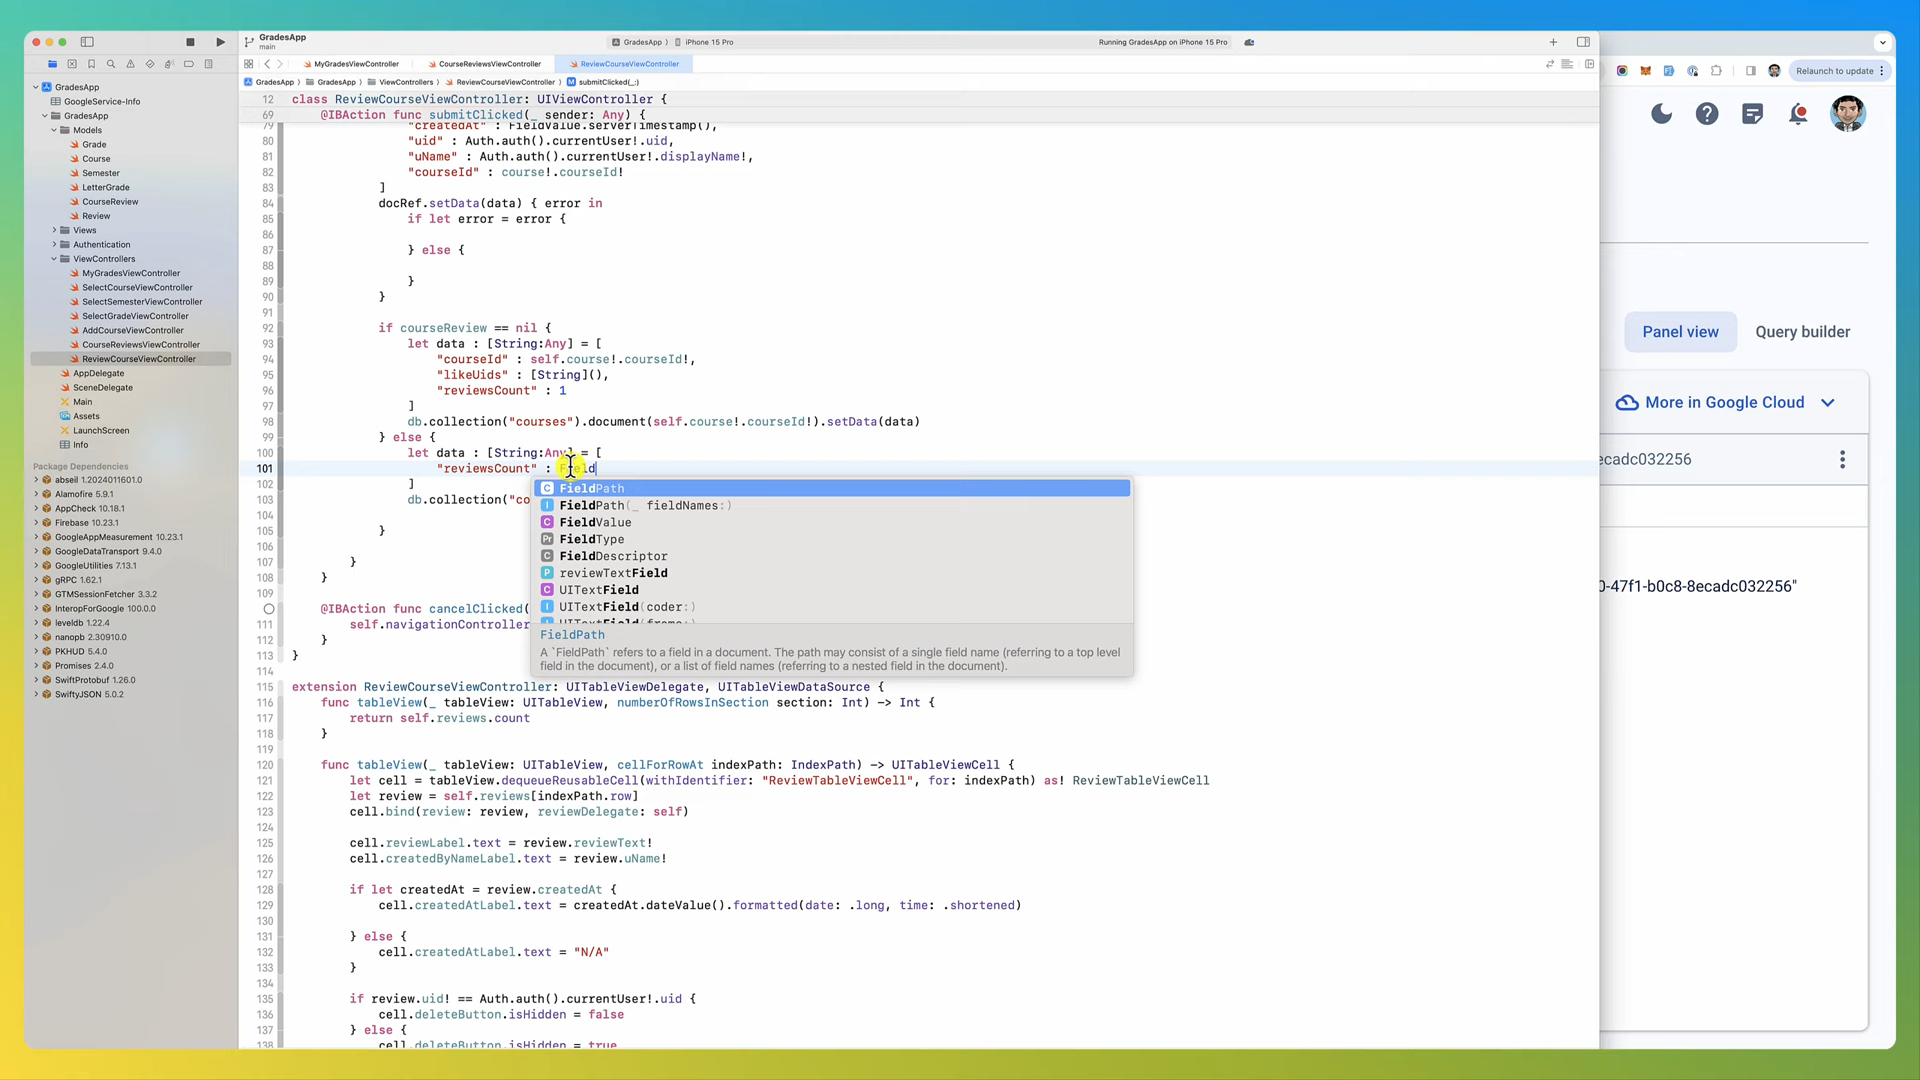 GradesApp
main
GradesApp
iPhone 15 Pro
Running GradesApp on iPhone 15 Pro
MyGradesViewController
CourseReviewsViewController
ReviewCourseViewController
GradesApp
GradesApp
ViewControllers
ReviewCourseViewController
submitClicked(_:)
GradesApp
GoogleService-Info
GradesApp
Models
Grade
Course
Semester
LetterGrade
CourseReview
Review
Views
Authentication
ViewControllers
MyGradesViewController
SelectCourseViewController
SelectSemesterViewController
SelectGradeViewController
AddCourseViewController
CourseReviewsViewController
ReviewCourseViewController
AppDelegate
SceneDelegate
Main
Assets
LaunchScreen
Info
Package Dependencies
abseil 1.2024011601.0
Alamofire 5.9.1
AppCheck 10.18.1
Firebase 10.23.1
GoogleAppMeasurement 10.23.1
GoogleDataTransport 9.4.0
GoogleUtilities 7.13.1
gRPC 1.62.1
GTMSessionFetcher 3.3.2
InteropForGoogle 100.0.0
leveldb 1.22.4
nanopb 2.30910.0
PKHUD 5.4.0
Promises 2.4.0
SwiftProtobuf 1.26.0
SwiftyJSON 5.0.2
12 class ReviewCourseViewController: UIViewController {
69 @IBAction func submitClicked(_ sender: Any) {
79 "createdAt" : FieldValue.serverTimestamp(),
80 "uid" : Auth.auth().currentUser!.uid,
81 "uName" : Auth.auth().currentUser!.displayName!,
82 "courseId" : course!.courseId!
83 ]
84 docRef.setData(data) { error in
85 if let error = error {
86
87 } else {
88
89 }
90 }
91
92 if courseReview == nil {
93 let data : [String:Any] = [
94 "courseId" : self.course!.courseId!,
95 "likeUids" : [String](),
96 "reviewsCount" : 1
97 ]
98 db.collection("courses").document(self.course!.courseId!).setData(data)
99 } else {
100 let data : [String:Any] = [
101 "reviewsCount" : Field
102 ]
103 db.collection("co
104
105 }
106
107 }
108 }
109
@IBAction func cancelClicked(
111 self.navigationController
112 }
113 }
114
115 extension ReviewCourseViewController: UITableViewDelegate, UITableViewDataSource {
116 func tableView(_ tableView: UITableView, numberOfRowsInSection section: Int) -> Int {
117 return self.reviews.count
118 }
119
120 func tableView(_ tableView: UITableView, cellForRowAt indexPath: IndexPath) -> UITableViewCell {
121 let cell = tableView.dequeueReusableCell(withIdentifier: "ReviewTableViewCell", for: indexPath) as! ReviewTableViewCell
122 let review = self.reviews[indexPath.row]
123 cell.bind(review: review, reviewDelegate: self)
124
125 cell.reviewLabel.text = review.reviewText!
126 cell.createdByNameLabel.text = review.uName!
127
128 if let createdAt = review.createdAt {
129 cell.createdAtLabel.text = createdAt.dateValue().formatted(date: .long, time: .shortened)
130
131 } else {
132 cell.createdAtLabel.text = "N/A"
133 }
134
135 if review.uid! == Auth.auth().currentUser!.uid {
136 cell.deleteButton.isHidden = false
137 } else {
138 cell.deleteButton.isHidden = true
C FieldPath
I FieldPath(_ fieldNames:)
C FieldValue
Pr FieldType
C FieldDescriptor
P reviewTextField
C UITextField
I UITextField(coder:)
UITextField(frame:)
FieldPath
A `FieldPath` refers to a field in a document. The path may consist of a single field name (referring to a top level
field in the document), or a list of field names (referring to a nested field in the document).
Relaunch to update
Panel view
Query builder
More in Google Cloud
ecadc032256
0-47f1-b0c8-8ecadc032256"